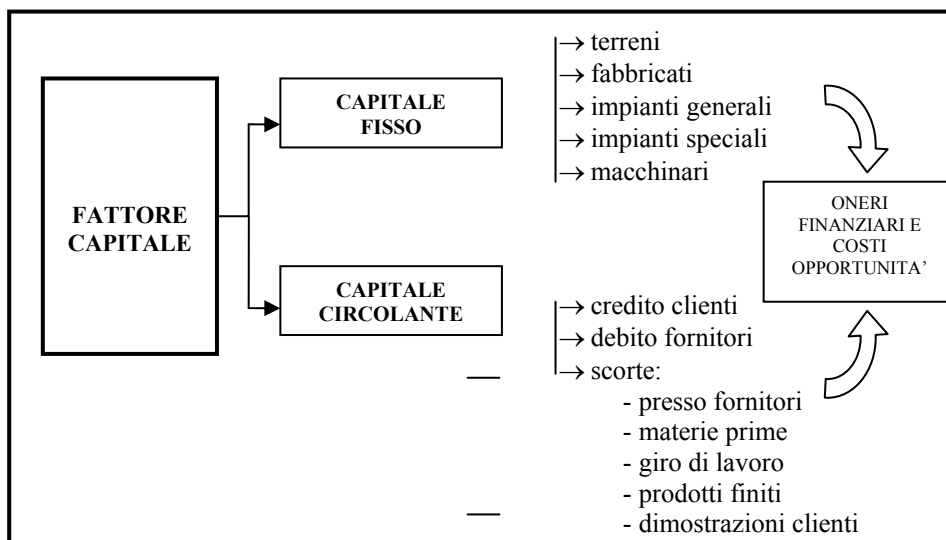 FATTORE
CAPITALE
CAPITALE
FISSO
→ terreni
→ fabbricati
→ impianti generali
→ impianti speciali
→ macchinari
CAPITALE
CIRCOLANTE
→ credito clienti
→ debito fornitori
→ scorte:
- presso fornitori
- materie prime
- giro di lavoro
- prodotti finiti
- dimostrazioni clienti
ONERI
FINANZIARI E
COSTI
OPPORTUNITA’